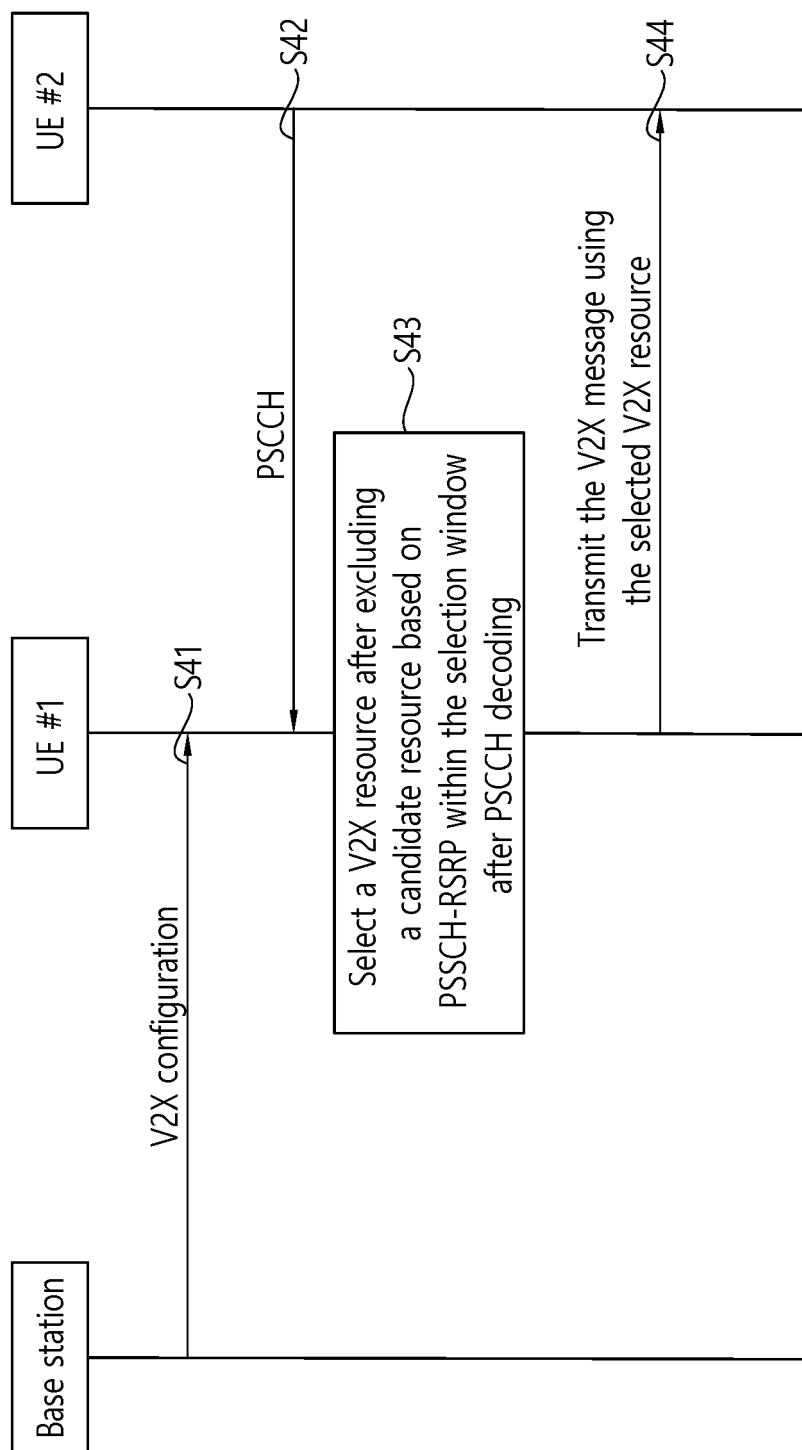 Base station
UE #1
UE #2
V2X configuration
S41
PSCCH
S42
Select a V2X resource after excluding
a candidate resource based on
PSSCH-RSRP within the selection window
after PSCCH decoding
S43
Transmit the V2X message using
the selected V2X resource
S44